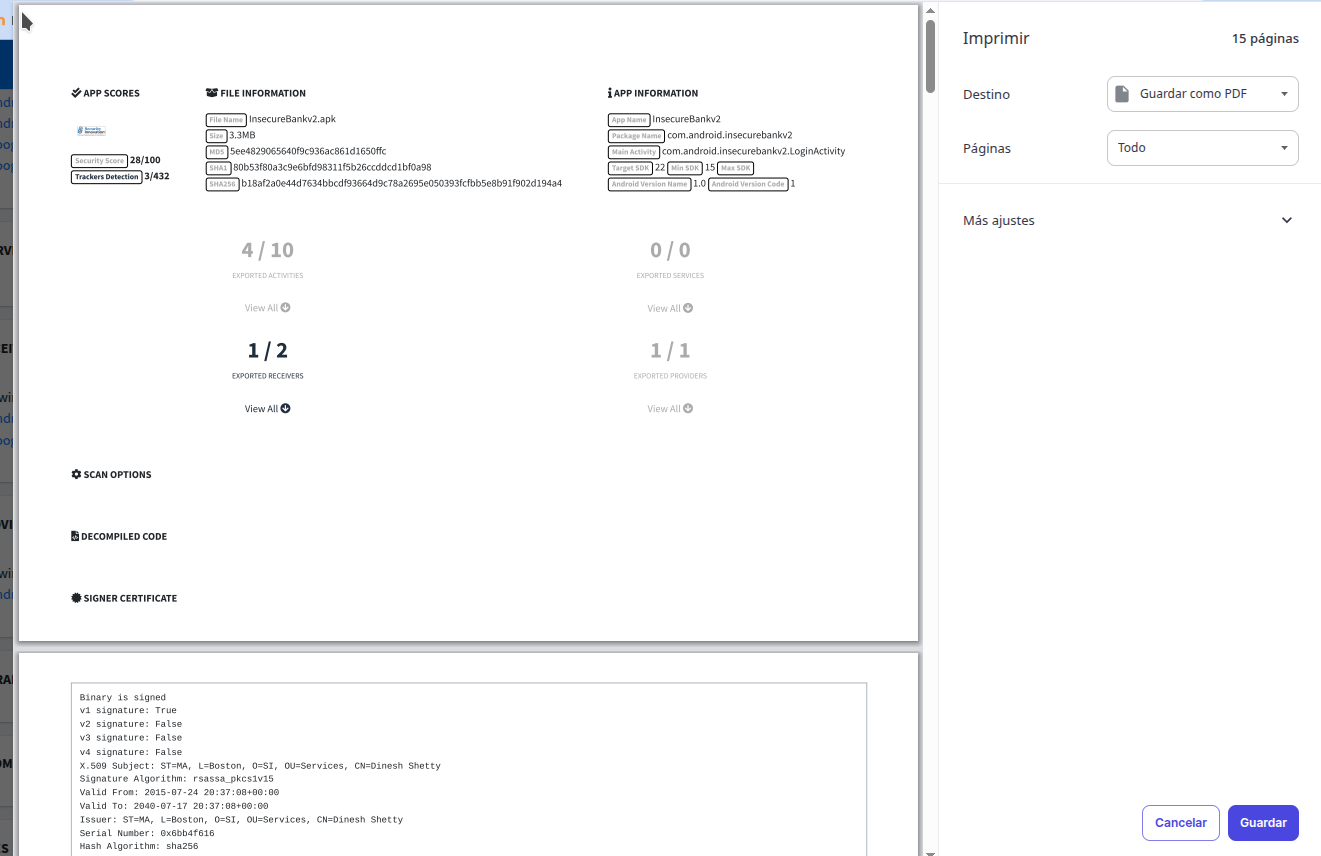 APP SCORES
Security Innovation
Security Score 28/100
Trackers Detection 3/432
FILE INFORMATION
File Name InsecureBankv2.apk
Size 3.3MB
MD5 5ee4829065640f9c936ac861d1650ffc
SHA1 80b53f80a3c9e6bfd98311f5b26ccddcd1bf0a98
SHA256 b18af2a0e44d7634bbcdf93664d9c78a2695e050393fcfbb5e8b91f902d194a4
APP INFORMATION
App Name InsecureBankv2
Package Name com.android.insecurebankv2
Main Activity com.android.insecurebankv2.LoginActivity
Target SDK 22 Min SDK 15 Max SDK
Android Version Name 1.0 Android Version Code 1
4 / 10
EXPORTED ACTIVITIES
View All
0 / 0
EXPORTED SERVICES
View All
1 / 2
EXPORTED RECEIVERS
View All
1 / 1
EXPORTED PROVIDERS
View All
SCAN OPTIONS
DECOMPILED CODE
SIGNER CERTIFICATE
Binary is signed
v1 signature: True
v2 signature: False
v3 signature: False
v4 signature: False
X.509 Subject: ST=MA, L=Boston, O=SI, OU=Services, CN=Dinesh Shetty
Signature Algorithm: rsassa_pkcs1v15
Valid From: 2015-07-24 20:37:08+00:00
Valid To: 2040-07-17 20:37:08+00:00
Issuer: ST=MA, L=Boston, O=SI, OU=Services, CN=Dinesh Shetty
Serial Number: 0x6bb4f616
Hash Algorithm: sha256
Imprimir
15 páginas
Destino
Guardar como PDF
Páginas
Todo
Más ajustes
Cancelar
Guardar